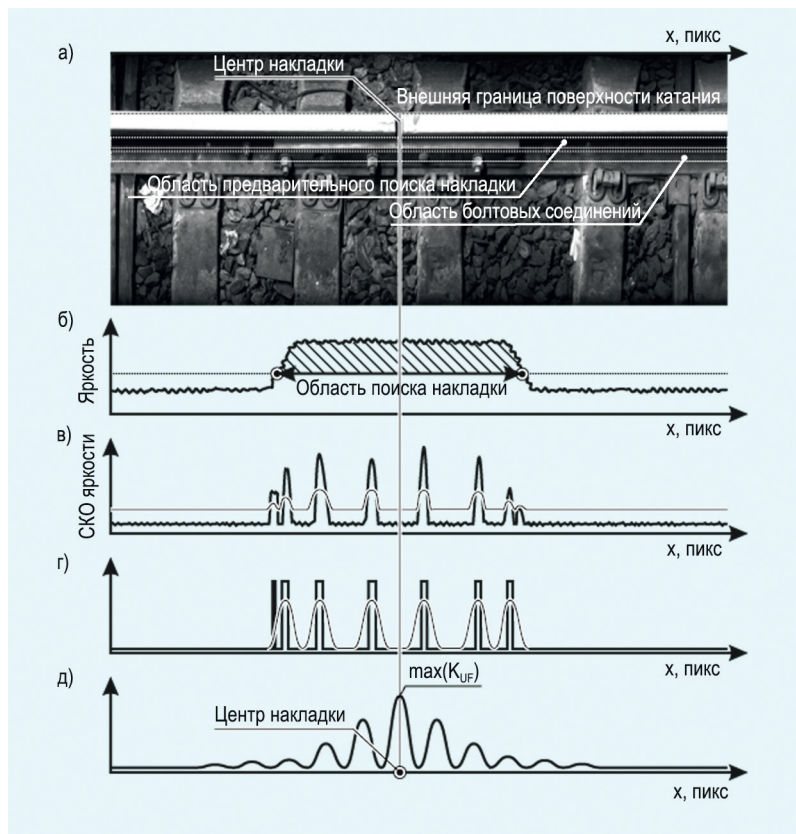 а)
х, пикс
Центр накладки
Внешняя граница поверхности катания
Область предварительного поиска накладки
Область болтовых соединений
б)
Яркость
Область поиска накладки
х, пикс
в)
СКО яркости
х, пикс
г)
х, пикс
д)
max(K_UF)
Центр накладки
х, пикс